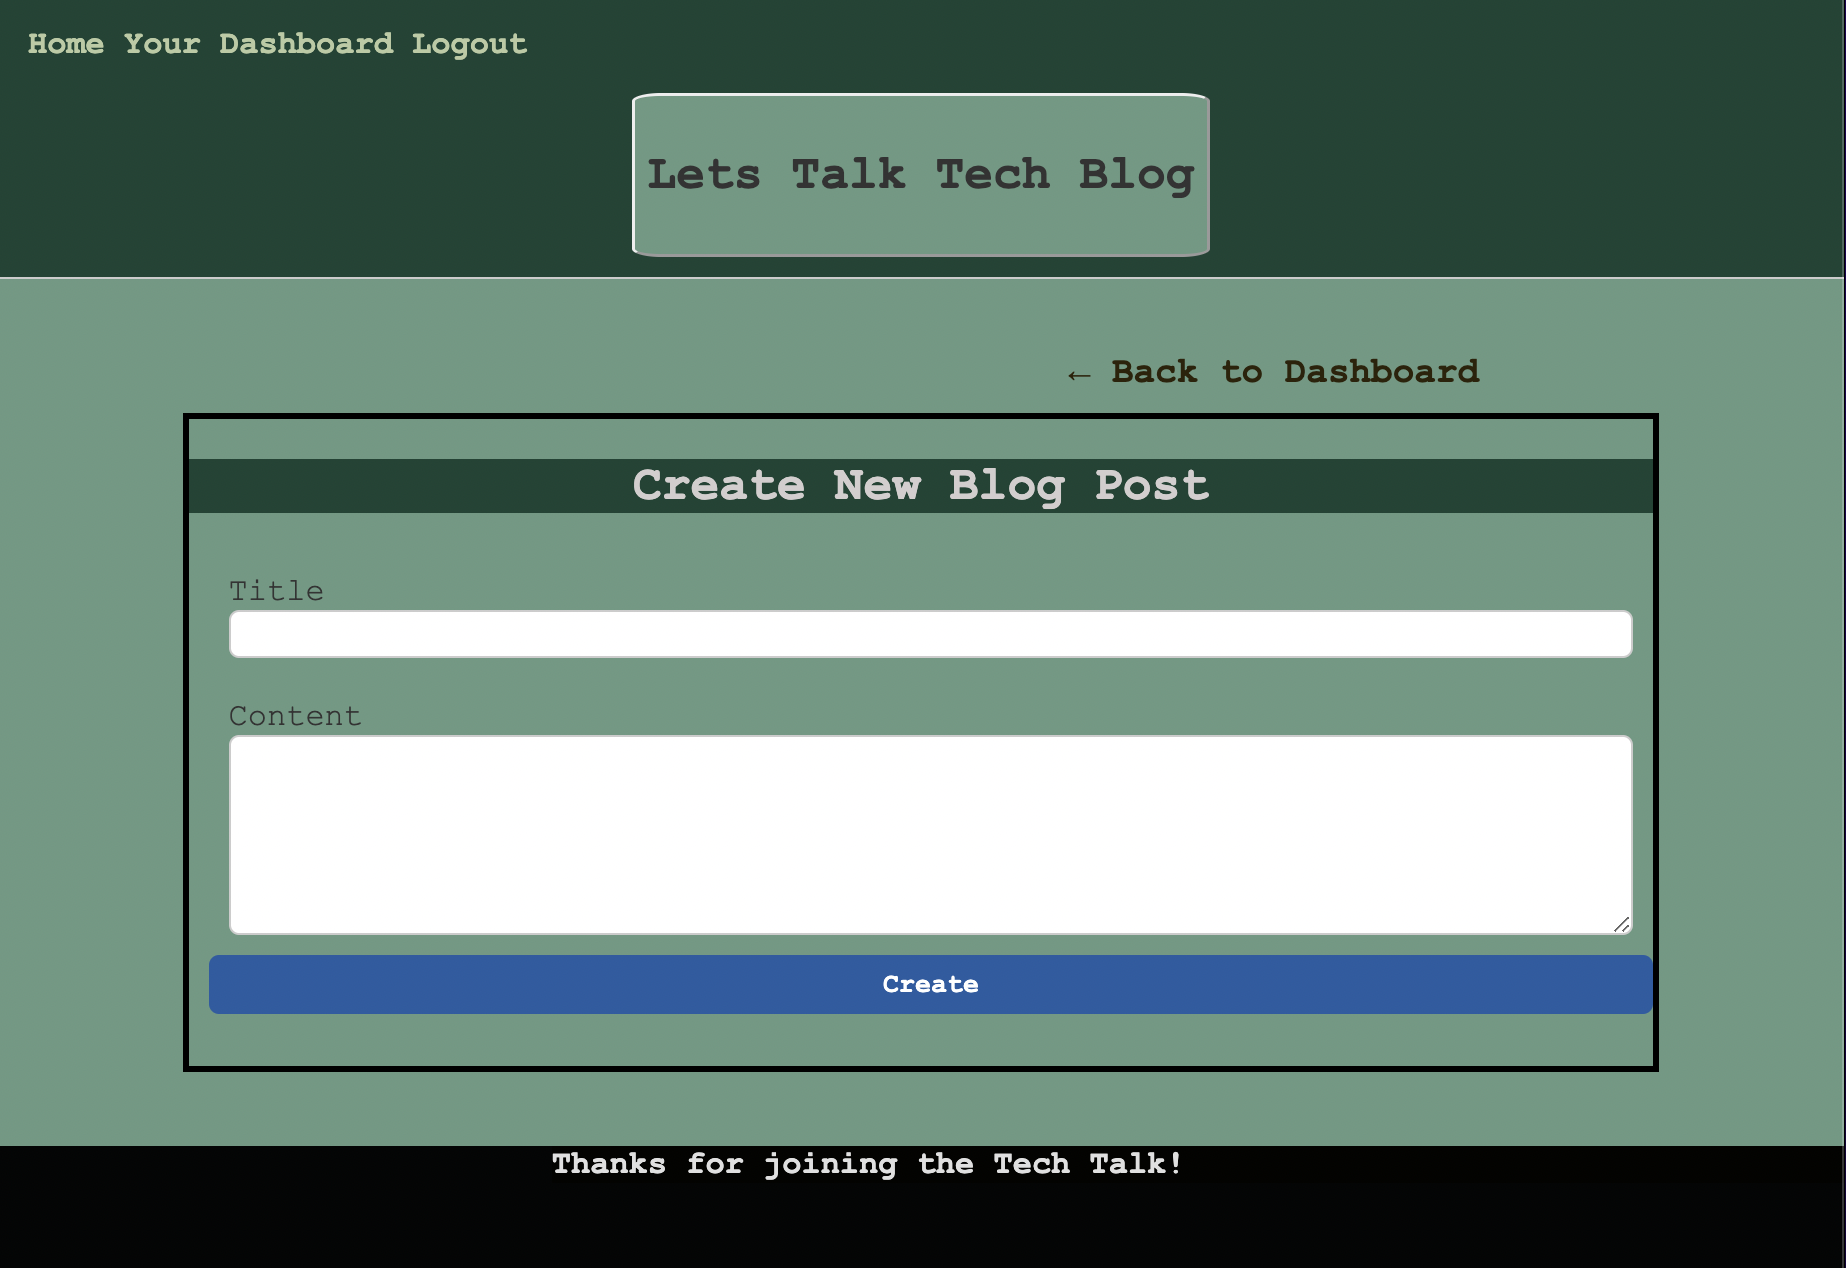 Home Your Dashboard Logout
Lets Talk Tech Blog
← Back to Dashboard
Create New Blog Post
Title
Content
Create
Thanks for joining the Tech Talk!